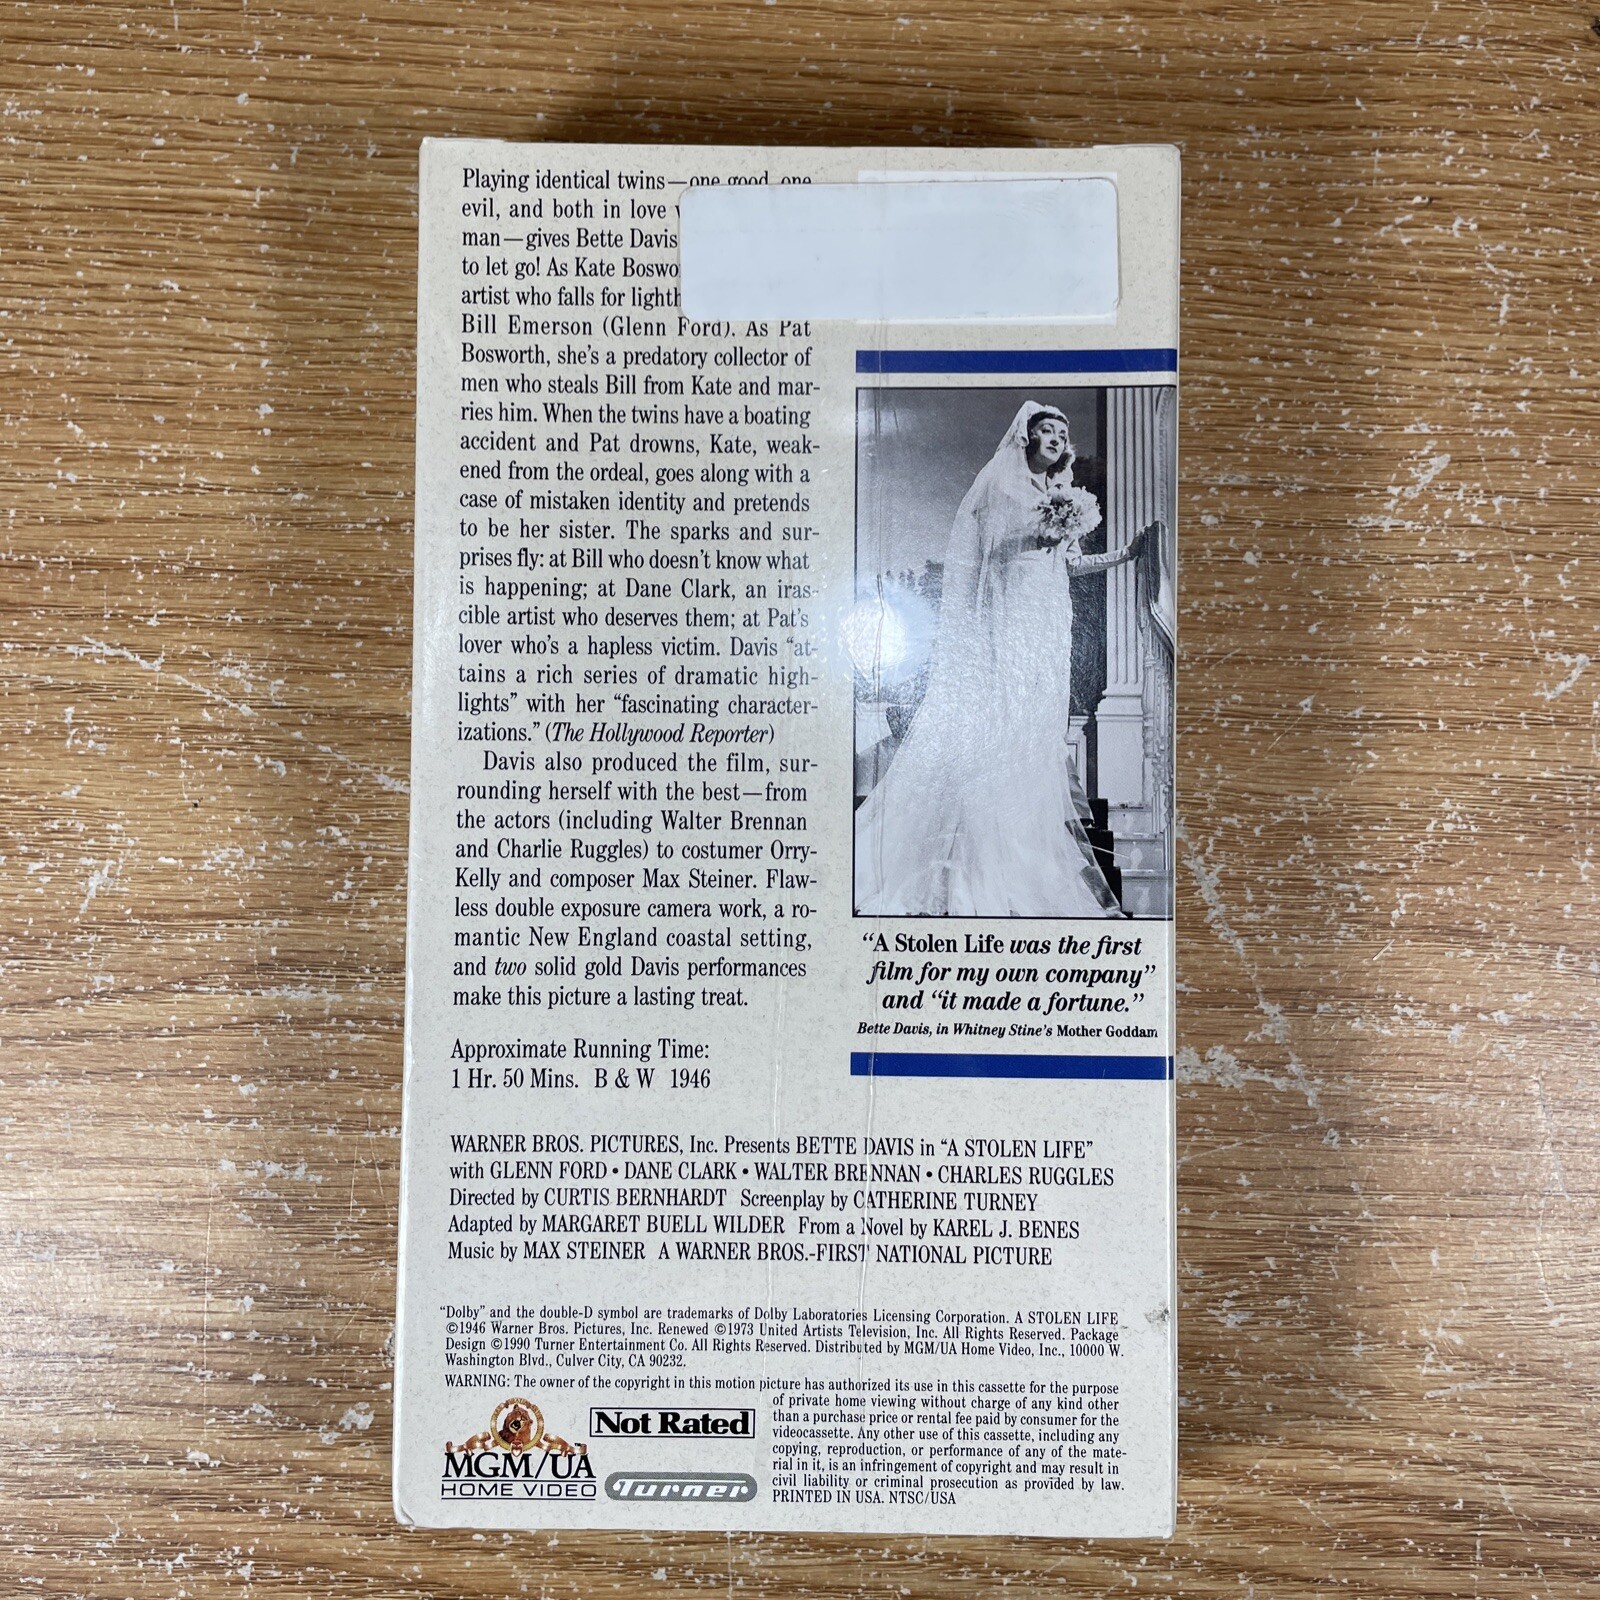 Playing identical twins—one good, one
evil, and both in love
man—gives Bette Davis
to let go! As Kate
artist who falls for
Bill Emerson (Glenn Ford). As Pat
Bosworth, she's a predatory collector of
men who steals Bill from Kate and mar-
ries him. When the twins have a boating
accident and Pat drowns, Kate, weak-
ened from the ordeal, goes along with a
case of mistaken identity and pretends
to be her sister. The sparks and sur-
prises fly: at Bill who doesn't know what
is happening; at Dane Clark, an iras-
cible artist who deserves them; at Pat's
lover who's a hapless victim. Davis “at-
tains a rich series of dramatic high-
lights” with her “fascinating character-
izations.” (The Hollywood Reporter)
Davis also produced the film, sur-
rounding herself with the best—from
the actors (including Walter Brennan
and Charlie Ruggles) to costumer Orry-
Kelly and composer Max Steiner. Flaw-
less double exposure camera work, a ro-
mantic New England coastal setting,
and two solid gold Davis performances
make this picture a lasting treat.
Approximate Running Time:
1 Hr. 50 Mins. B & W 1946
“A Stolen Life was the first
film for my own company”
and “it made a fortune.”
Bette Davis, in Whitney Stine's Mother Goddam
WARNER BROS. PICTURES, Inc. Presents BETTE DAVIS in “A STOLEN LIFE”
with GLENN FORD • DANE CLARK • WALTER BRENNAN • CHARLES RUGGLES
Directed by CURTIS BERNHARDT Screenplay by CATHERINE TURNEY
Adapted by MARGARET BUELL WILDER From a Novel by KAREL J. BENES
Music by MAX STEINER A WARNER BROS.-FIRST NATIONAL PICTURE
“Dolby” and the double-D symbol are trademarks of Dolby Laboratories Licensing Corporation. A STOLEN LIFE
©1946 Warner Bros. Pictures, Inc. Renewed ©1973 United Artists Television, Inc. All Rights Reserved. Package
Design ©1990 Turner Entertainment Co. All Rights Reserved. Distributed by MGM/UA Home Video, Inc., 10000 W.
Washington Blvd., Culver City, CA 90232.
WARNING: The owner of the copyright in this motion picture has authorized its use in this cassette for the purpose
of private home viewing without charge of any kind other
than a purchase price or rental fee paid by consumer for the
videocassette. Any other use of this cassette, including any
copying, reproduction, or performance of any of the mate-
rial in it, is an infringement of copyright and may result in
civil liability or criminal prosecution as provided by law.
PRINTED IN USA. NTSC/USA
Not Rated
MGM/UA
HOME VIDEO
Turner